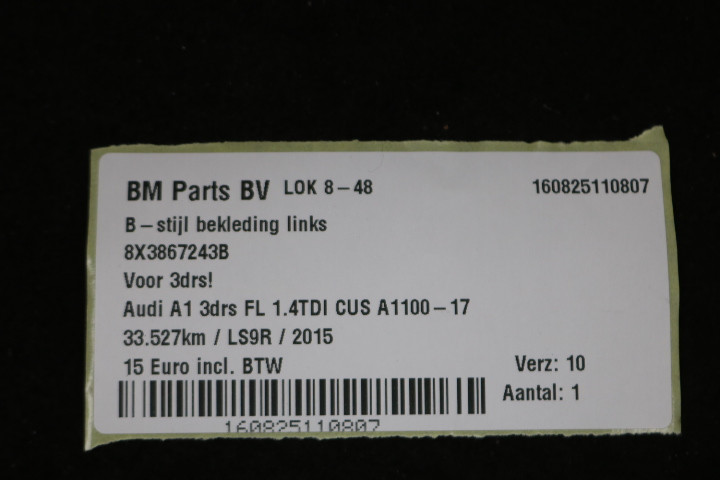 BM Parts BV LOK 8-48 160825110807
B-stijl bekleding links
8X3867243B
Voor 3drs!
Audi A1 3drs FL 1.4TDI CUS A1100-17
33.527km / LS9R / 2015
15 Euro incl. BTW Verz: 10
Aantal: 1
160825110807